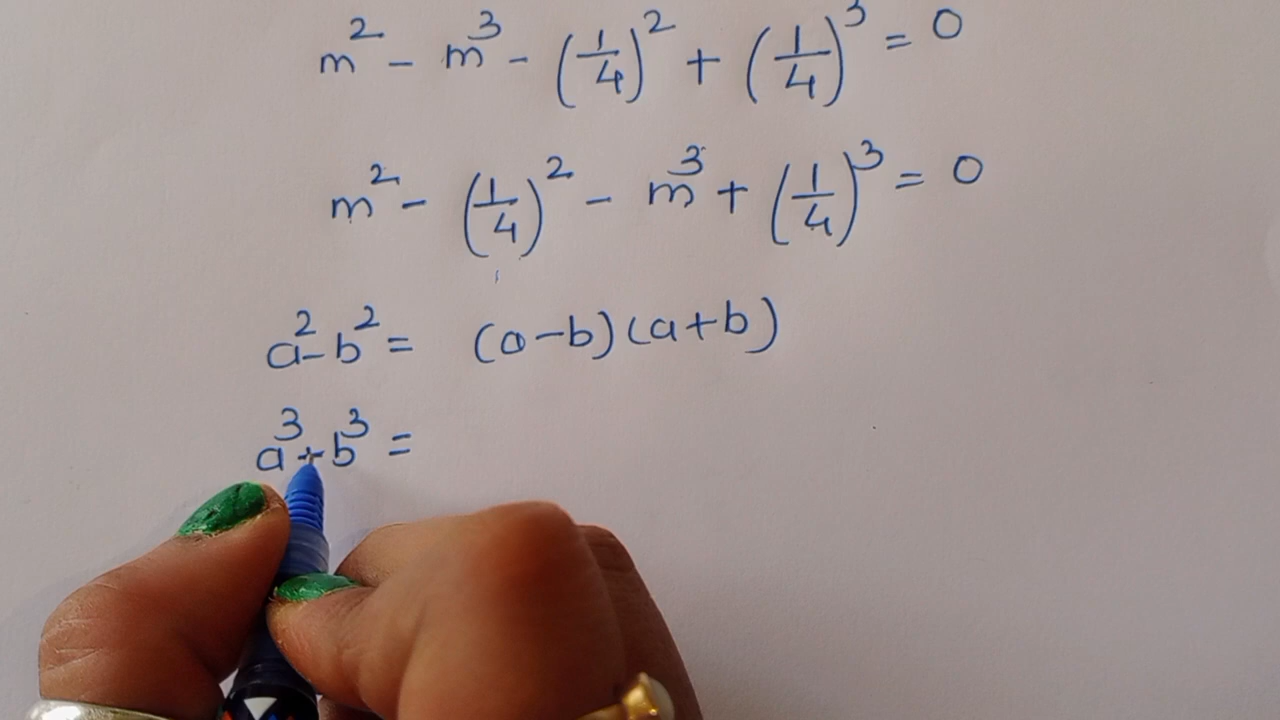 m² - m³ - (1/4)² + (1/4)³ = 0
m² - (1/4)² - m³ + (1/4)³ = 0
a² - b² = (a-b)(a+b)
a³ + b³ =